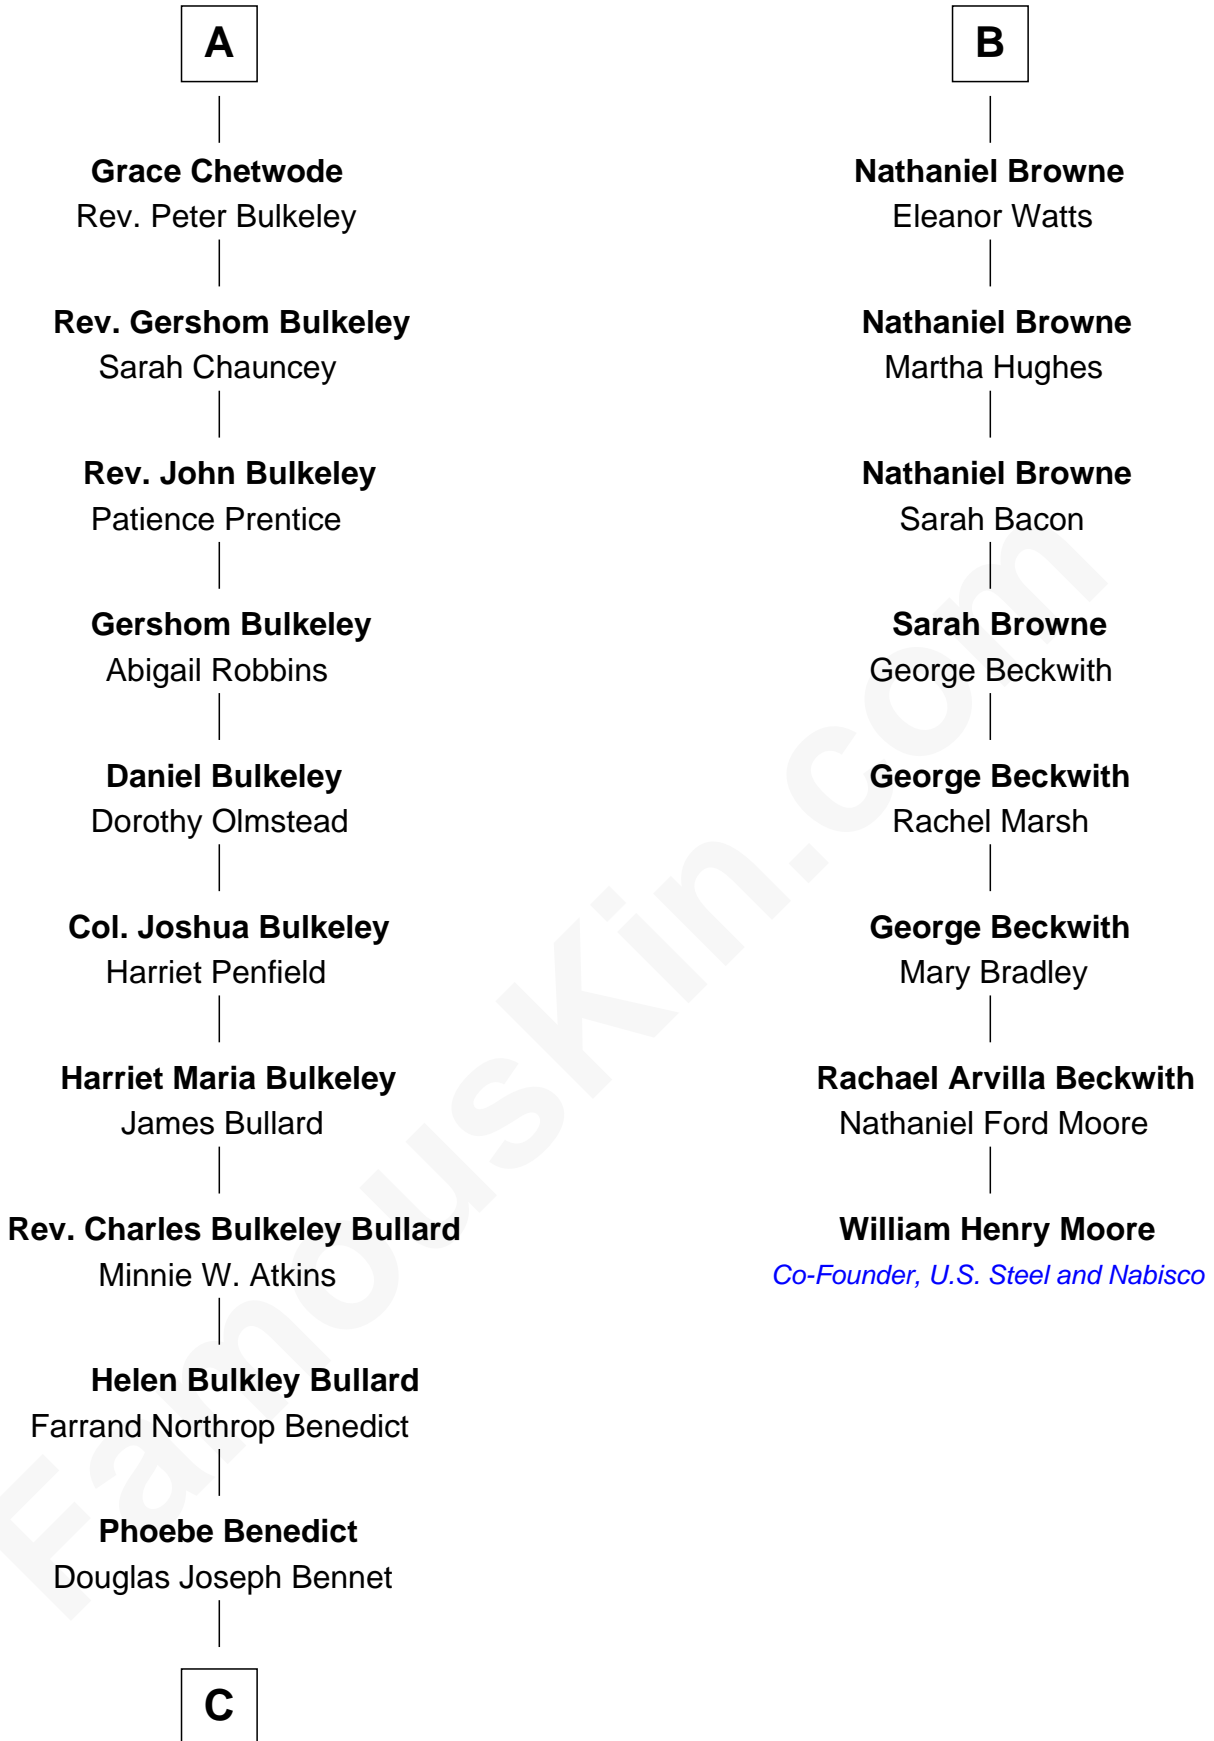 A
Grace Chetwode
Rev. Peter Bulkeley
Rev. Gershom Bulkeley
Sarah Chauncey
Rev. John Bulkeley
Patience Prentice
Gershom Bulkeley
Abigail Robbins
Daniel Bulkeley
Dorothy Olmstead
Col. Joshua Bulkeley
Harriet Penfield
Harriet Maria Bulkeley
James Bullard
Rev. Charles Bulkeley Bullard
Minnie W. Atkins
Helen Bulkley Bullard
Farrand Northrop Benedict
Phoebe Benedict
Douglas Joseph Bennet
C
B
Nathaniel Browne
Eleanor Watts
Nathaniel Browne
Martha Hughes
Nathaniel Browne
Sarah Bacon
Sarah Browne
George Beckwith
George Beckwith
Rachel Marsh
George Beckwith
Mary Bradley
Rachael Arvilla Beckwith
Nathaniel Ford Moore
William Henry Moore
Co-Founder, U.S. Steel and Nabisco
FamousKin.com